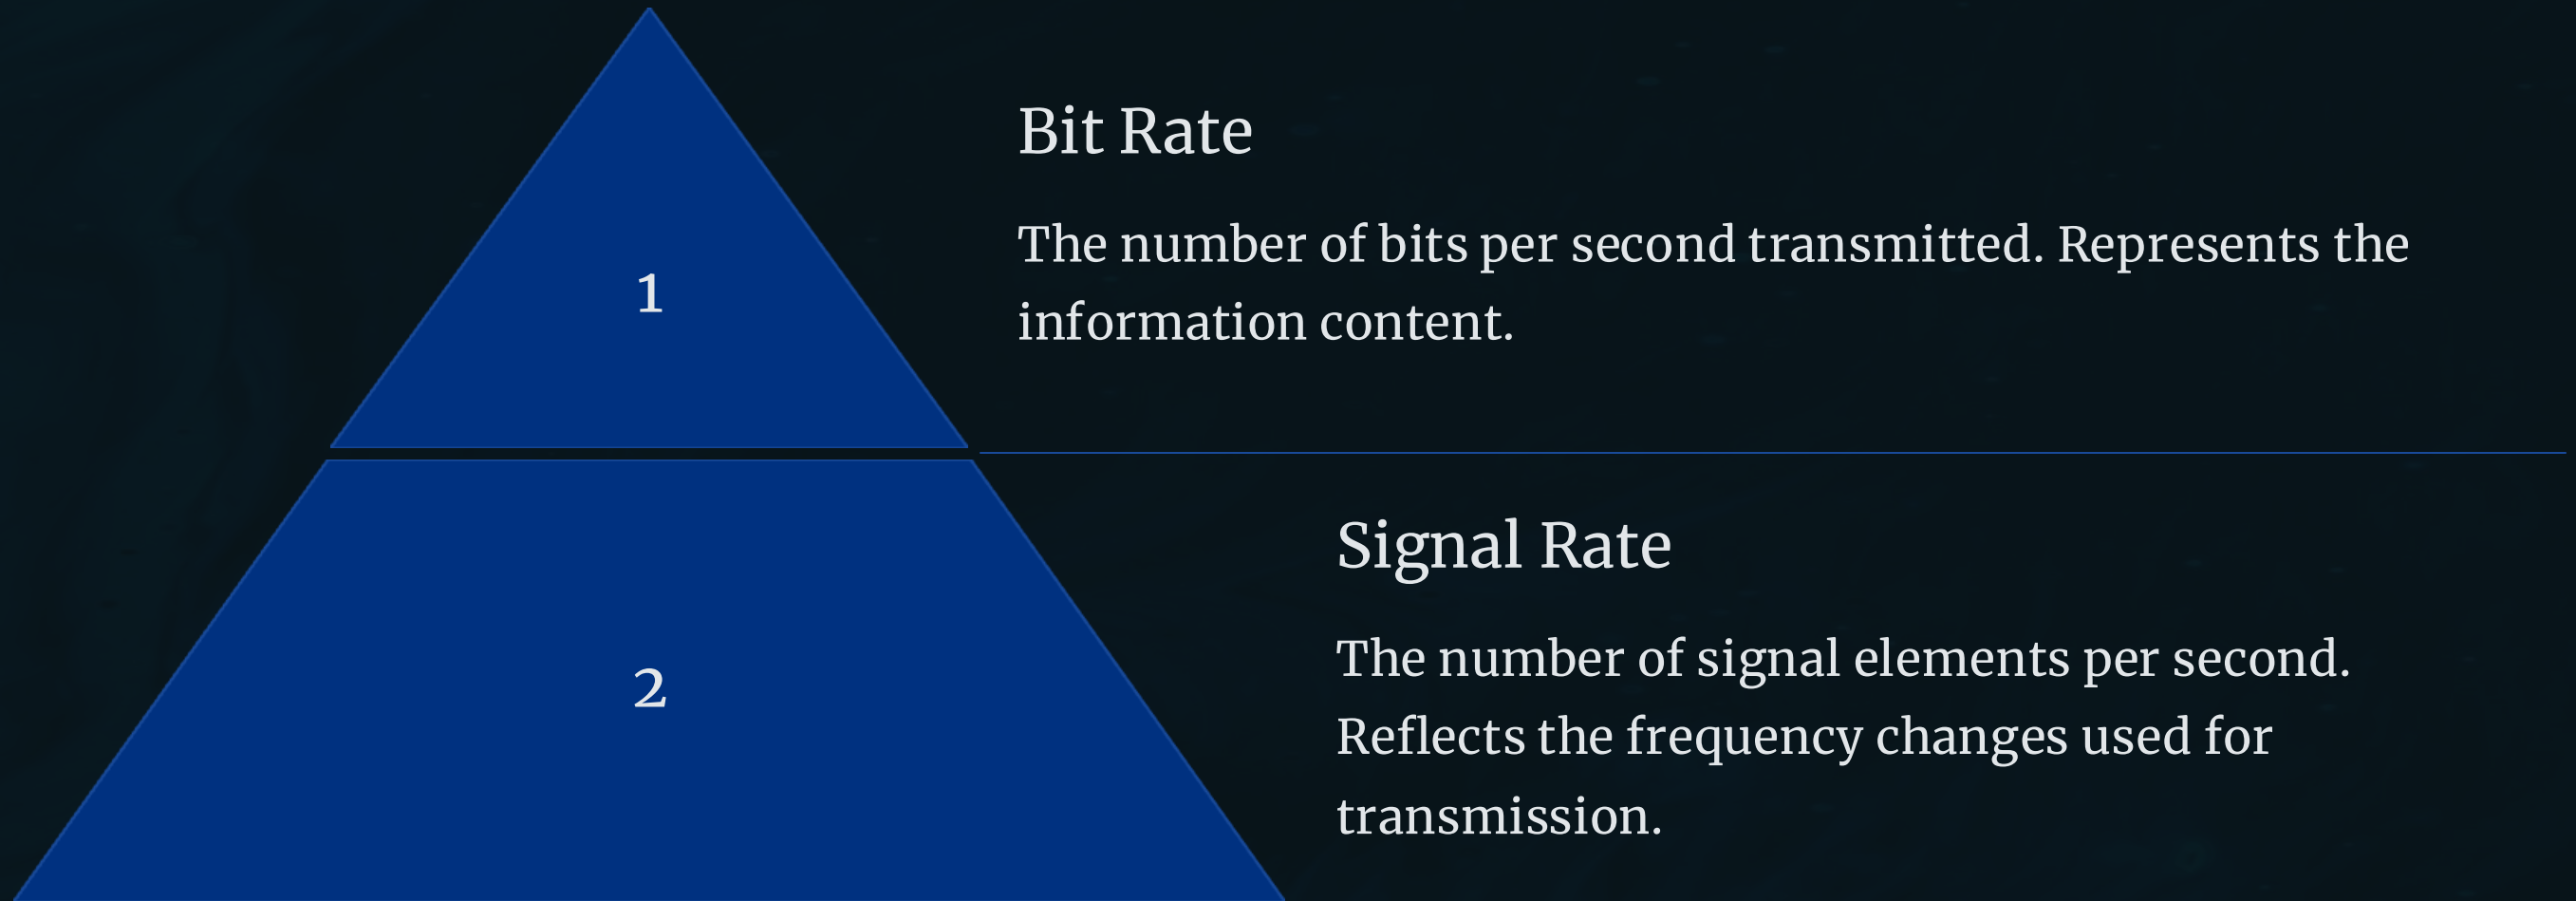 1
Bit Rate
The number of bits per second transmitted. Represents the
information content.
2
Signal Rate
The number of signal elements per second.
Reflects the frequency changes used for
transmission.